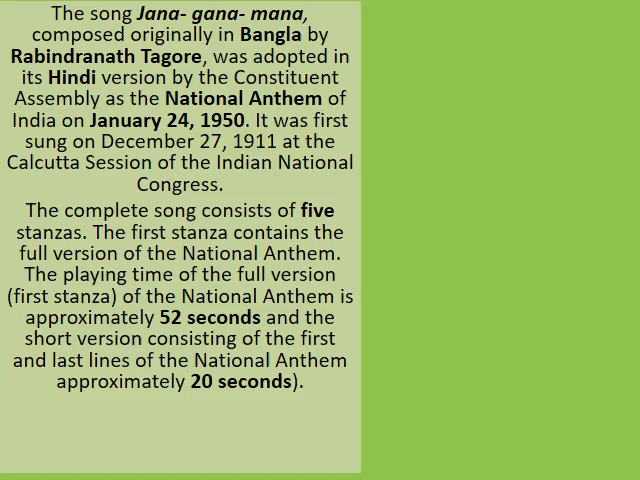 The song Jana- gana- mana,
composed originally in Bangla by
Rabindranath Tagore, was adopted in
its Hindi version by the Constituent
Assembly as the National Anthem of
India on January 24, 1950. It was first
sung on December 27, 1911 at the
Calcutta Session of the Indian National
Congress.
The complete song consists of five
stanzas. The first stanza contains the
full version of the National Anthem.
The playing time of the full version
(first stanza) of the National Anthem is
approximately 52 seconds and the
short version consisting of the first
and last lines of the National Anthem
approximately 20 seconds).